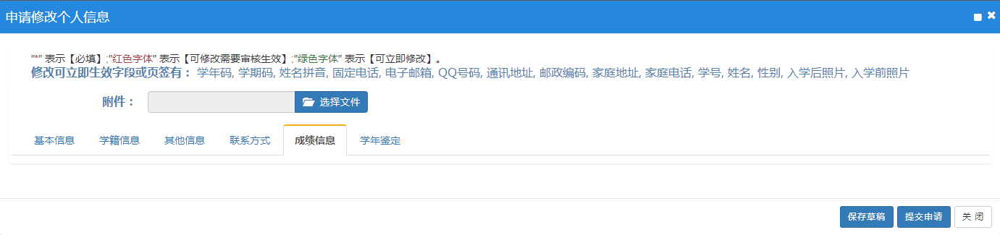 申请修改个人信息
"*" 表示【必填】;"红色字体" 表示【可修改需要审核生效】;"绿色字体" 表示【可立即修改】。
修改可立即生效字段或页签有： 学年码, 学期码, 姓名拼音, 固定电话, 电子邮箱, QQ号码, 通讯地址, 邮政编码, 家庭地址, 家庭电话, 学号, 姓名, 性别, 入学后照片, 入学前照片
附件： 选择文件
基本信息 学籍信息 其他信息 联系方式 成绩信息 学年鉴定
保存草稿 提交申请 关 闭